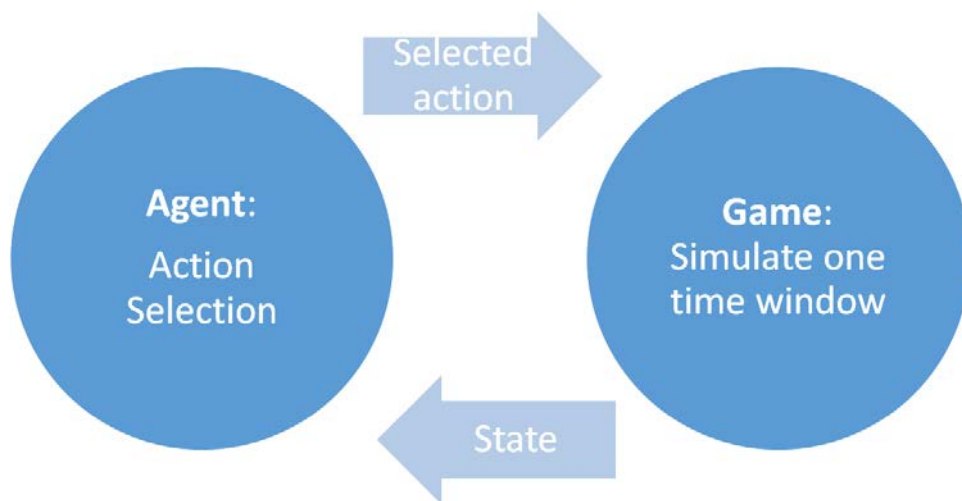 Selected
action
Agent:
Action
Selection
Game:
Simulate one
time window
State